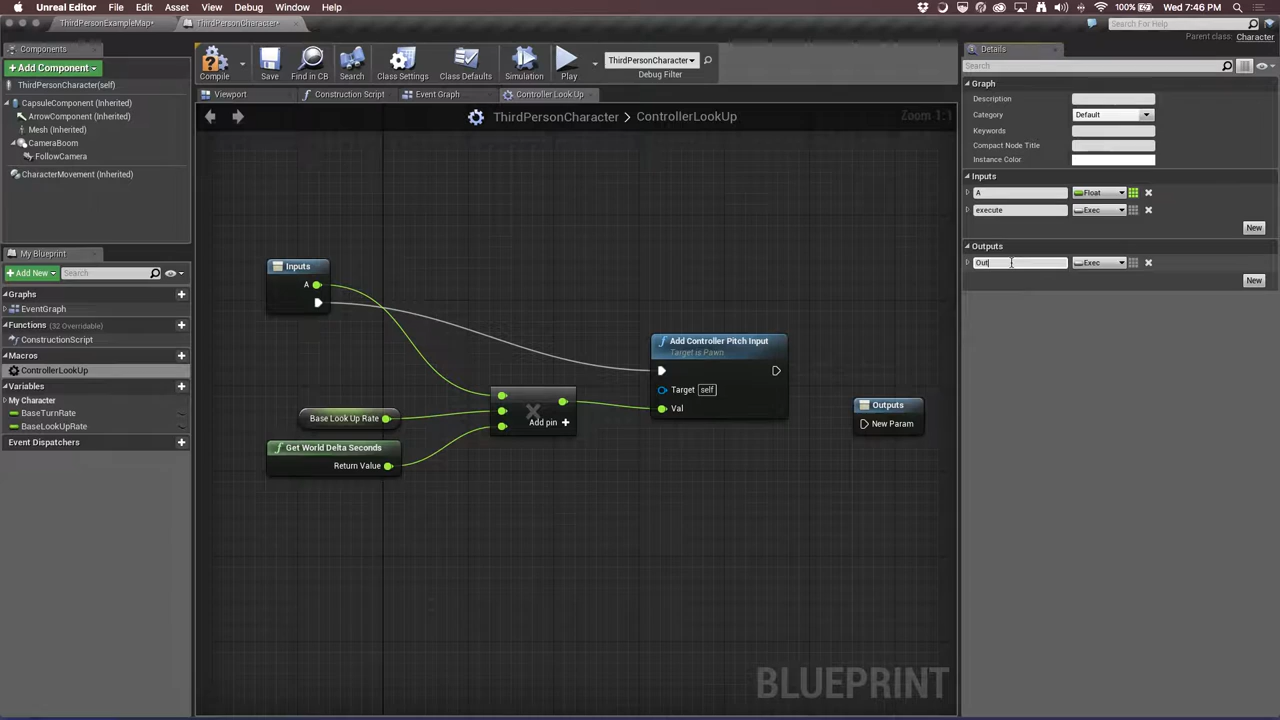 Unreal Editor File Edit Asset View Debug Window Help 100% Wed 7:46 PM
ThirdPersonExampleMap* ThirdPersonCharacter* Search For Help
Parent class: Character
Components
+ Add Component
ThirdPersonCharacter(self)
CapsuleComponent (Inherited)
ArrowComponent (Inherited)
Mesh (Inherited)
CameraBoom
FollowCamera
CharacterMovement (Inherited)
My Blueprint
+ Add New Search
Graphs
EventGraph
Functions (32 Overridable)
ConstructionScript
Macros
ControllerLookUp
Variables
My Character
BaseTurnRate
BaseLookUpRate
Event Dispatchers
Compile Save Find in CB Search Class Settings Class Defaults Simulation Play
ThirdPersonCharacter
Debug Filter
Viewport Construction Script Event Graph Controller Look Up
ThirdPersonCharacter > ControllerLookUp
Zoom 1:1
Inputs
A
Add Controller Pitch Input
Target is Pawn
Target self
Val
Base Look Up Rate
Add pin +
Get World Delta Seconds
Return Value
Outputs
New Param
BLUEPRINT
Details
Search
Graph
Description
Category Default
Keywords
Compact Node Title
Instance Color
Inputs
A Float
execute Exec
New
Outputs
Out Exec
New